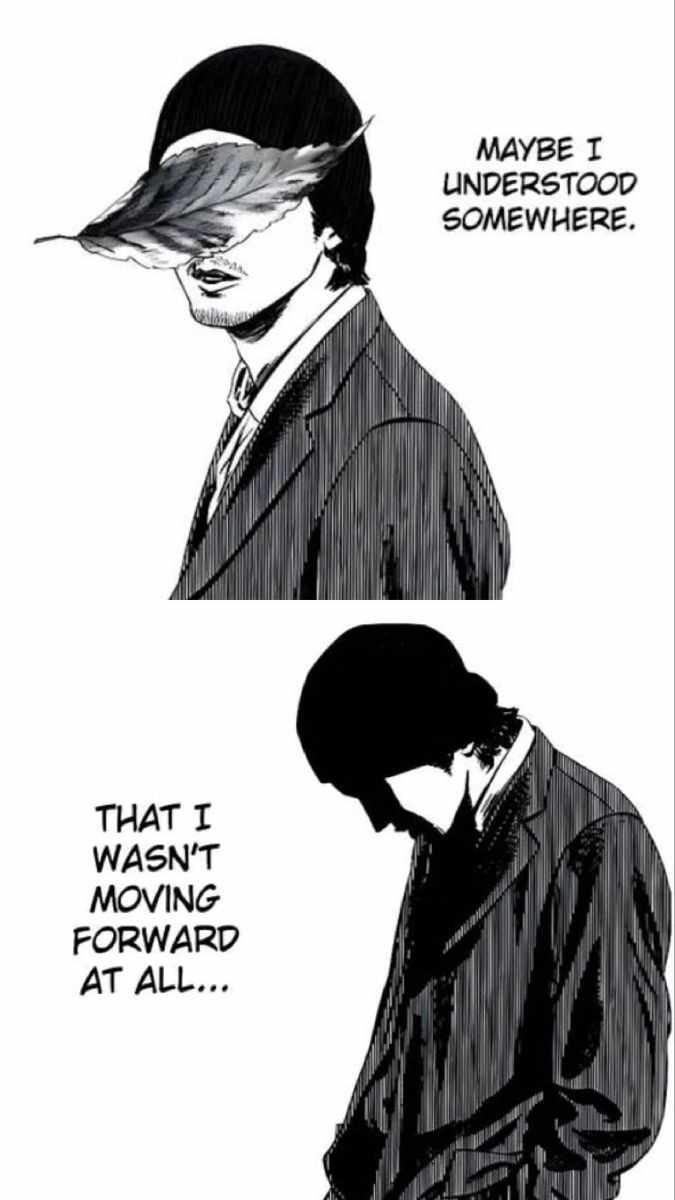 MAYBE I
UNDERSTOOD
SOMEWHERE.
THAT I
WASN'T
MOVING
FORWARD
AT ALL...